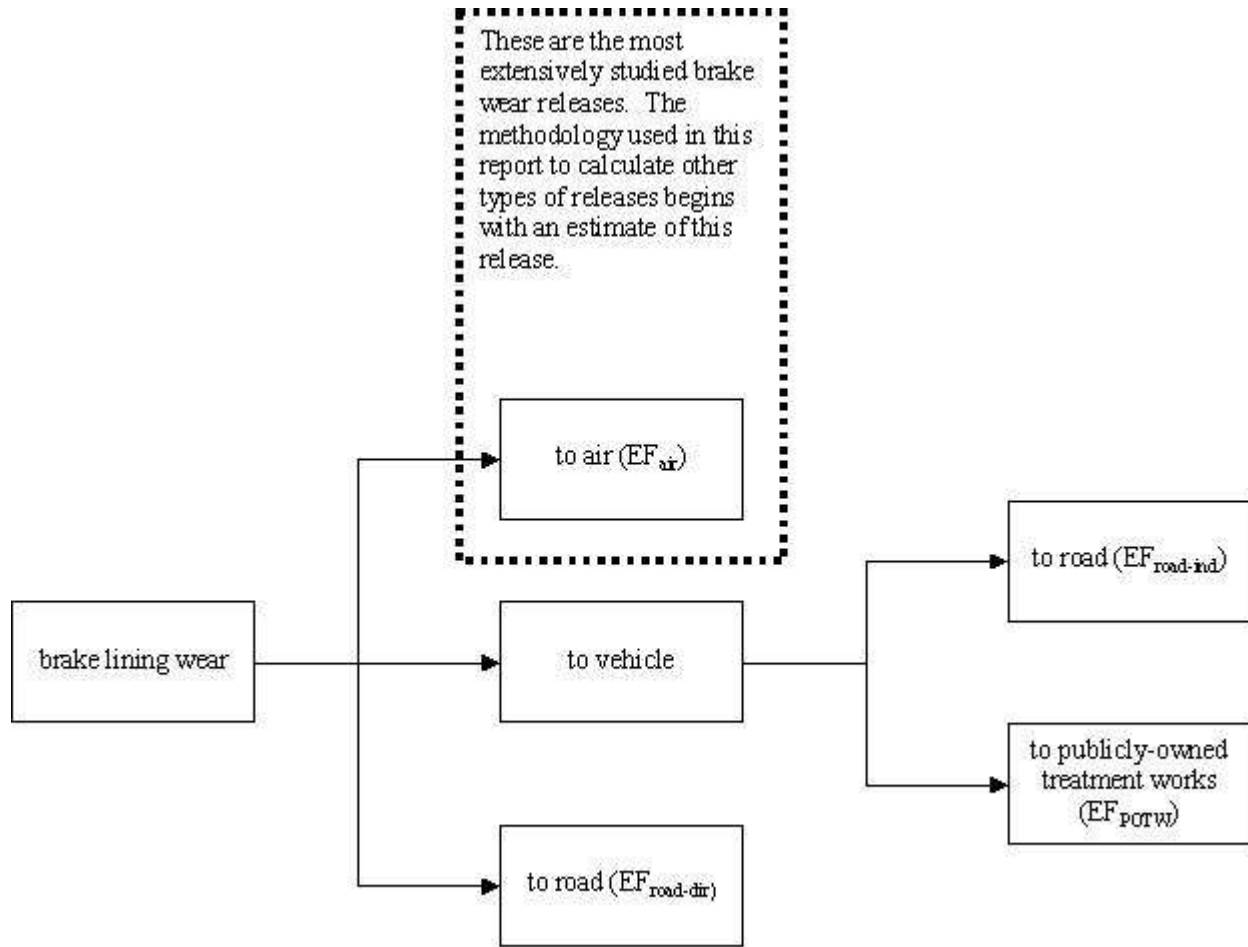 These are the most
extensively studied brake
wear releases. The
methodology used in this
report to calculate other
types of releases begins
with an estimate of this
release.
to air (EFair)
to road (EFroad-ind)
brake lining wear
to vehicle
to publicly-owned
treatment works
(EFPOTW)
to road (EFroad-dir)